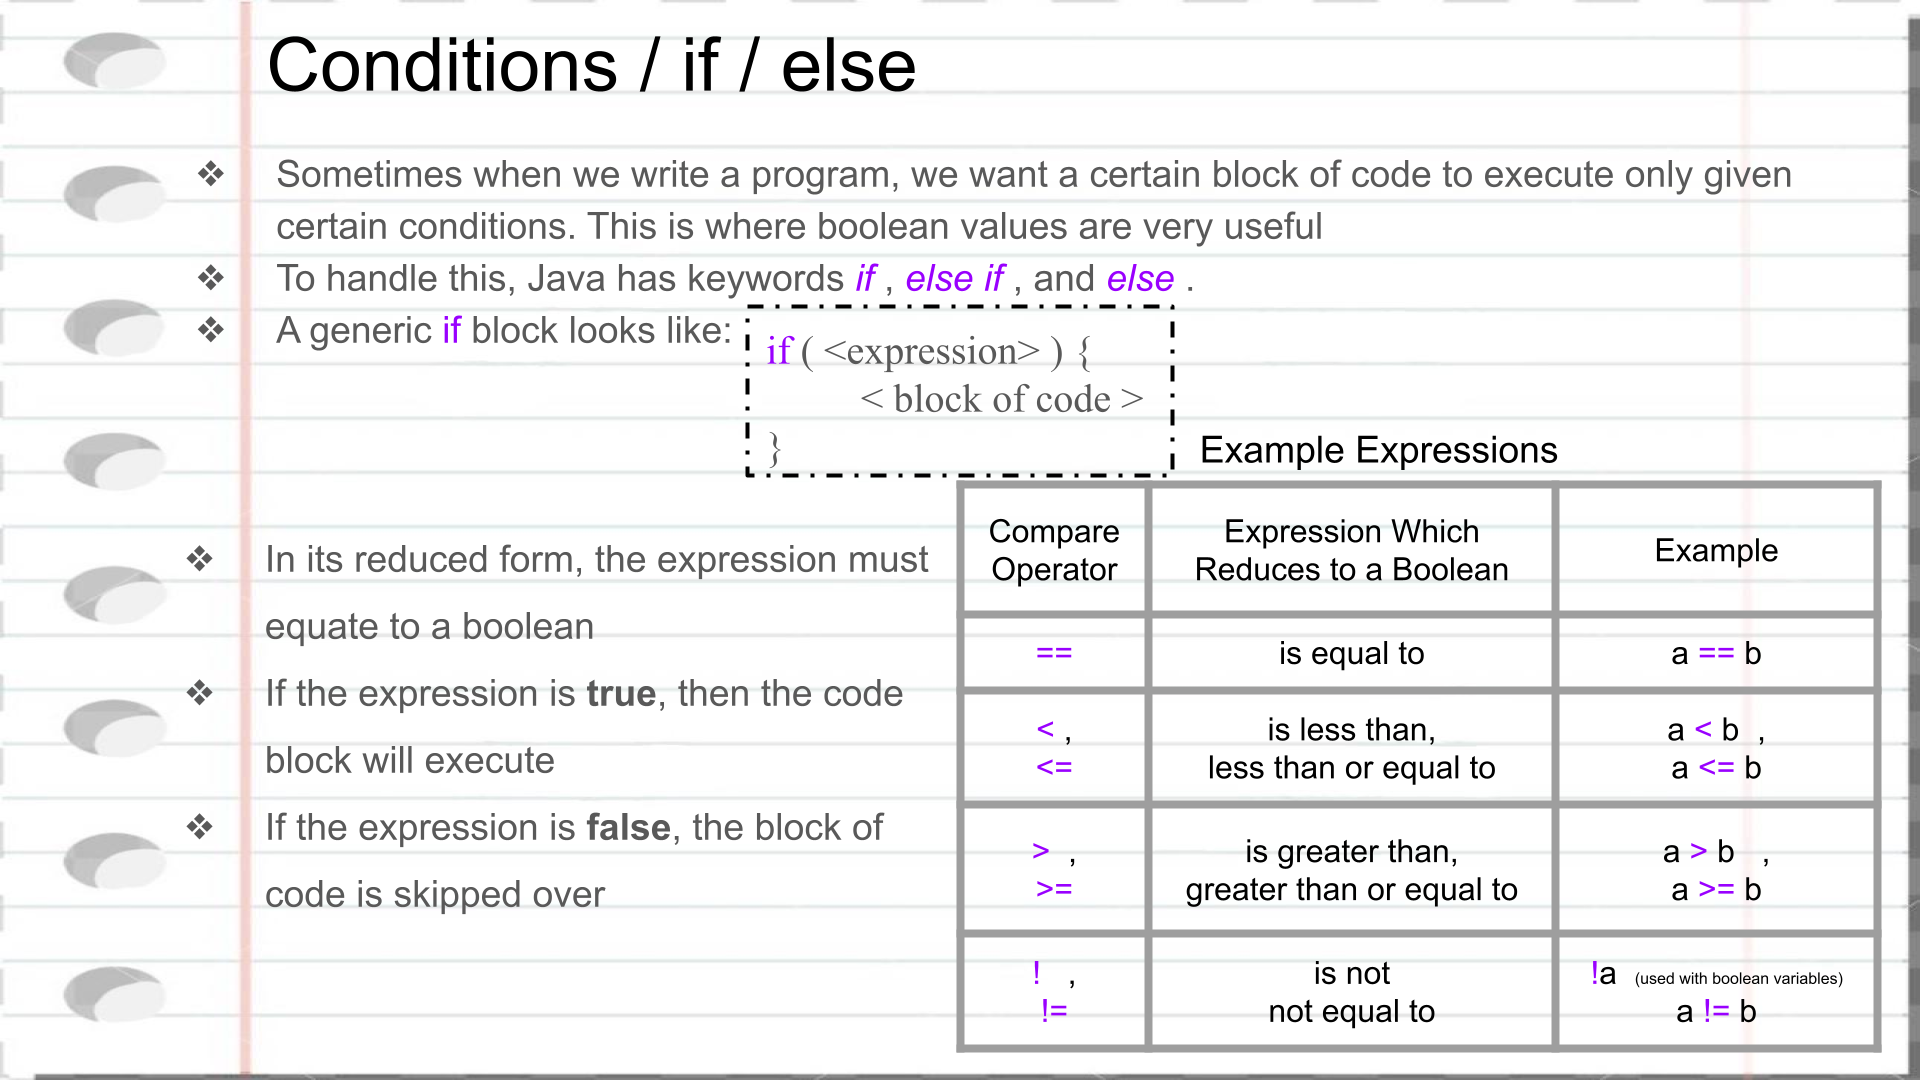 Conditions / if / else
❖ Sometimes when we write a program, we want a certain block of code to execute only given
certain conditions. This is where boolean values are very useful
❖ To handle this, Java has keywords if , else if , and else .
❖ A generic if block looks like:
if ( <expression> ) {
< block of code >
}
❖ In its reduced form, the expression must
equate to a boolean
❖ If the expression is true, then the code
block will execute
❖ If the expression is false, the block of
code is skipped over
Example Expressions
Compare
Operator
Expression Which
Reduces to a Boolean
Example
==
is equal to
a == b
< ,
<=
is less than,
less than or equal to
a < b ,
a <= b
> ,
>=
is greater than,
greater than or equal to
a > b ,
a >= b
! ,
!=
is not
not equal to
!a (used with boolean variables)
a != b